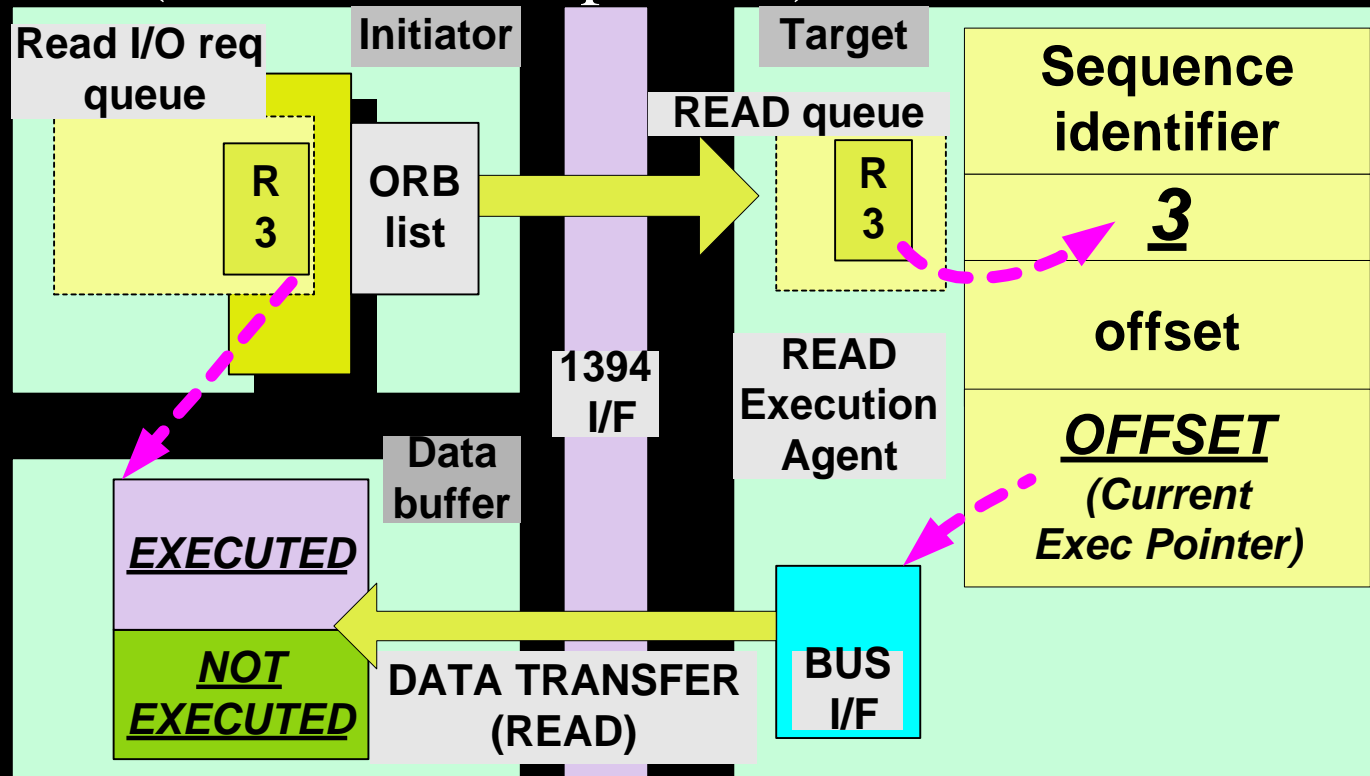 Read I/O req
queue
Initiator
Target
READ queue
Sequence
identifier
R
3
ORB
list
R
3
3
offset
1394
I/F
READ
Execution
Agent
OFFSET
(Current
Exec Pointer)
Data
buffer
EXECUTED
NOT
EXECUTED
DATA TRANSFER
(READ)
BUS
I/F